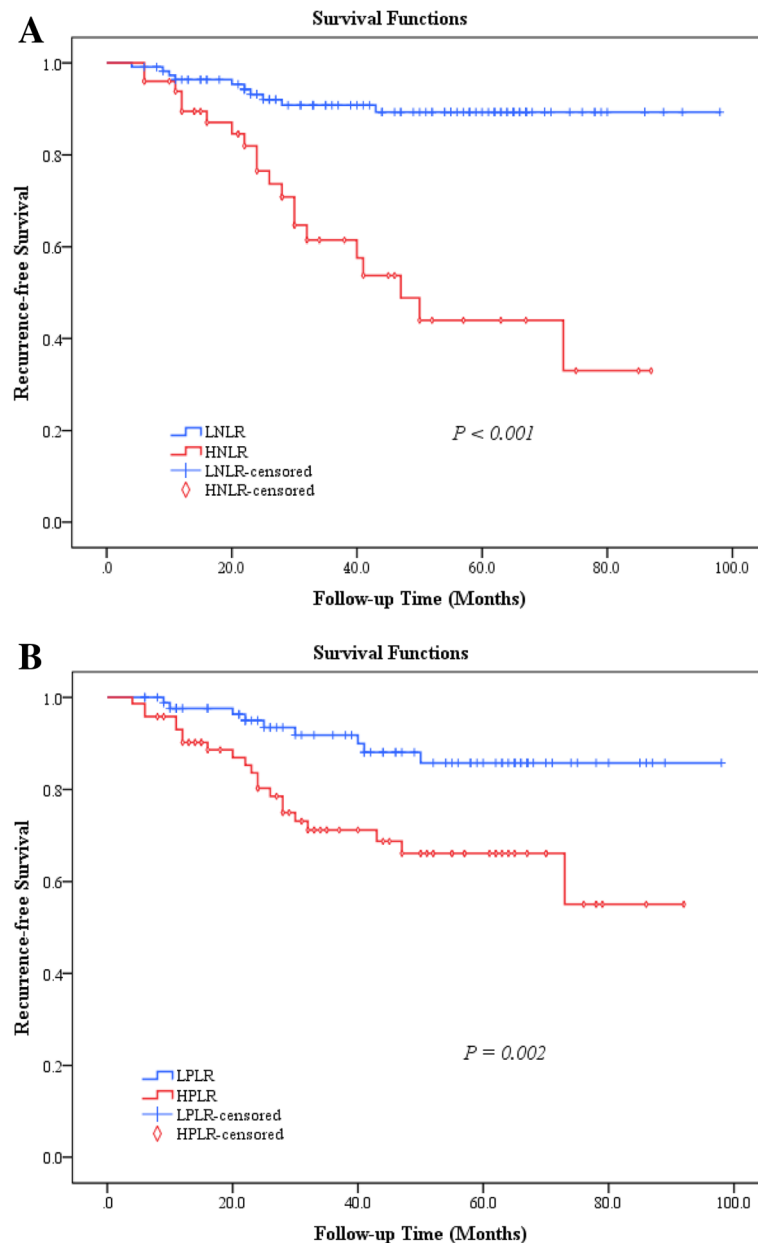 A
Survival Functions
Recurrence-free Survival
1.0
0.8
0.6
0.4
0.2
0.0
P < 0.001
LNLR
HNLR
LNLR-censored
HNLR-censored
.0 20.0 40.0 60.0 80.0 100.0
Follow-up Time (Months)
B
Survival Functions
Recurrence-free Survival
1.0
0.8
0.6
0.4
0.2
0.0
P = 0.002
LPLR
HPLR
LPLR-censored
HPLR-censored
.0 20.0 40.0 60.0 80.0 100.0
Follow-up Time (Months)